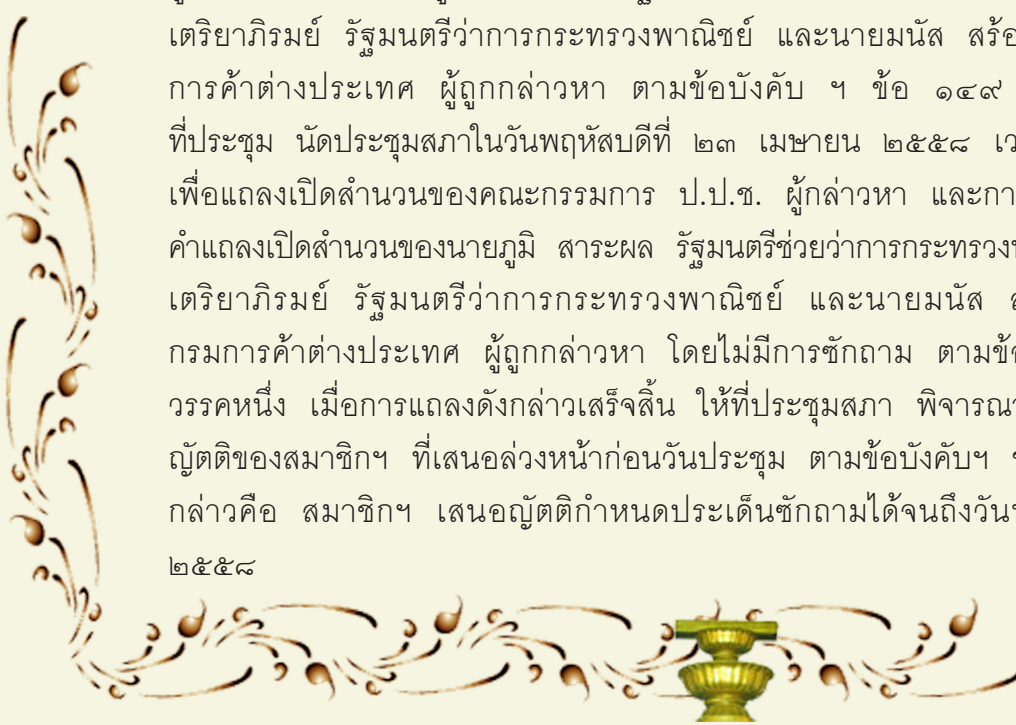 เตริยาภิรมย์ รัฐมนตรีว่าการกระทรวงพาณิชย์ และนายมนัส สร้อ
การค้าต่างประเทศ ผู้ถูกกล่าวหา ตามข้อบังคับ ฯ ข้อ ๑๔๙
ที่ประชุม นัดประชุมสภาในวันพฤหัสบดีที่ ๒๓ เมษายน ๒๕๕๘
เพื่อแถลงเปิดสำนวนของคณะกรรมการ ป.ป.ช. ผู้กล่าวหา และกา
คำแถลงเปิดสำนวนของนายภูมิ สาระผล รัฐมนตรีช่วยว่าการกระทรวง
เตริยาภิรมย์ รัฐมนตรีว่าการกระทรวงพาณิชย์ และนายมนัส
กรมการค้าต่างประเทศ ผู้ถูกกล่าวหา โดยไม่มีการซักถาม ตามข้อ
วรรคหนึ่ง เมื่อการแถลงดังกล่าวเสร็จสิ้น ให้ที่ประชุมสภา พิจารณา
ญัตติของสมาชิกฯ ที่เสนอล่วงหน้าก่อนวันประชุม ตามข้อบังคับฯ
กล่าวคือ สมาชิกฯ เสนอญัตติกำหนดประเด็นซักถามได้จนถึงวัน
๒๕๕๘